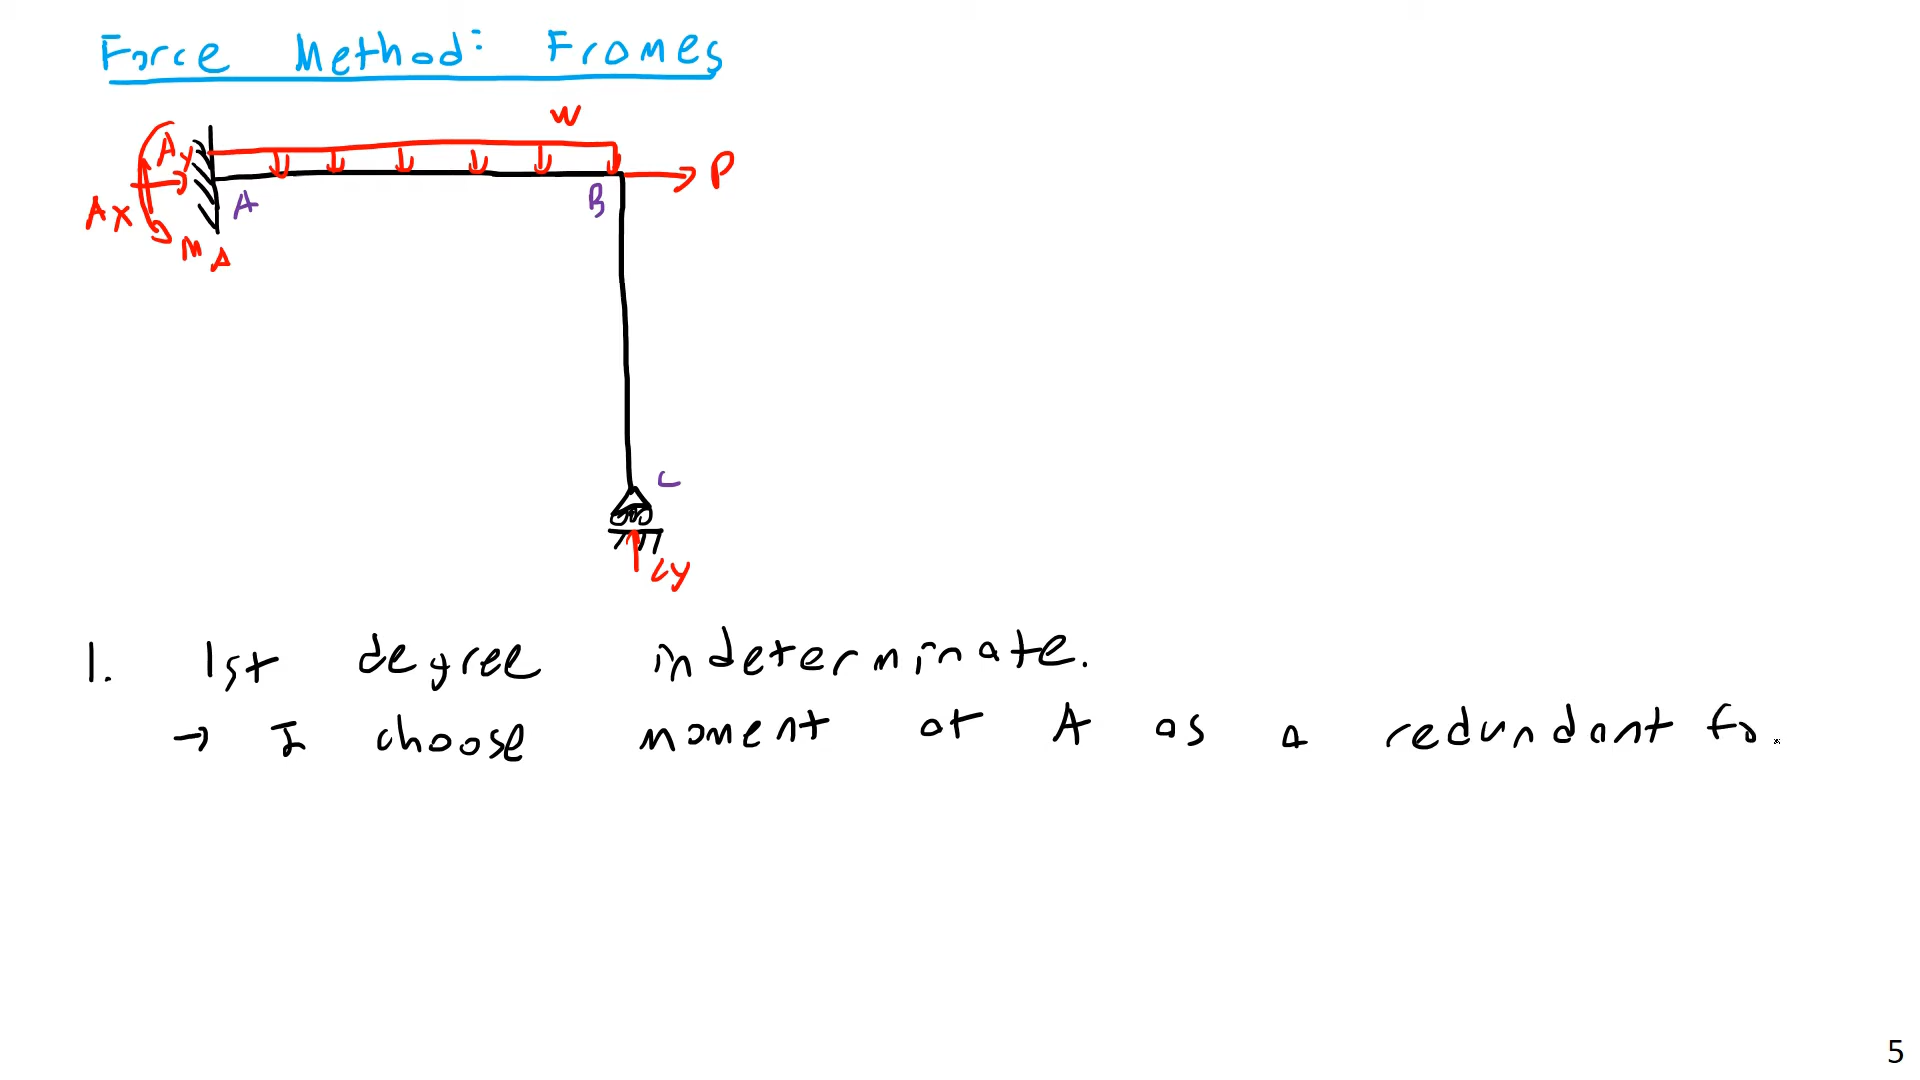 Force Method: Frames
w
Ay
P
Ax
A
B
MA
C
Cy
1. 1st degree indeterminate.
→ I choose moment at A as a redundant fo
5